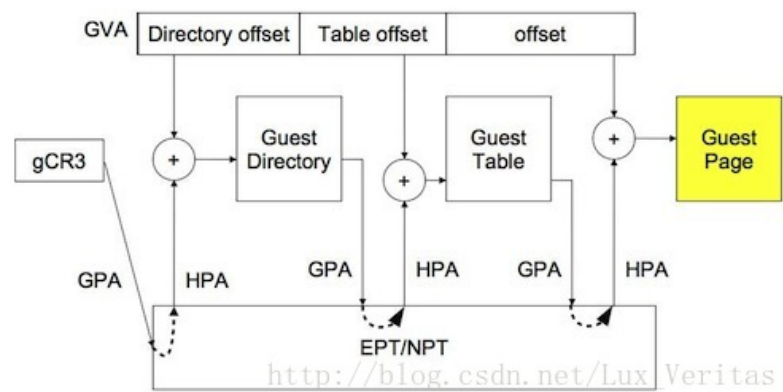 GVA Directory offset Table offset offset
gCR3
+
Guest
Directory
+
Guest
Table
+
Guest
Page
GPA HPA GPA HPA GPA HPA
EPT/NPT
http://blog.csdn.net/Lux_Veritas